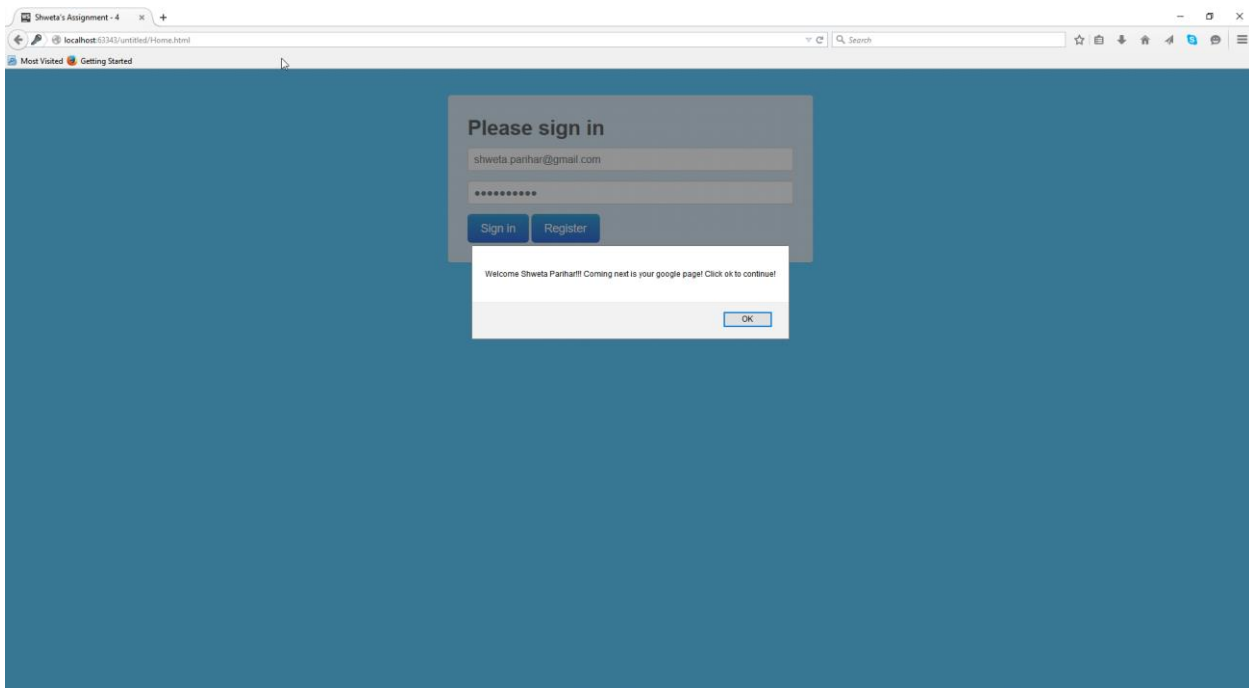 Shweta's Assignment - 4
localhost:63343/untitled/Home.html
Search
Most Visited Getting Started
Please sign in
shweta.parihar@gmail.com
Sign in Register
Welcome Shweta Parihar!!! Coming next is your google page! Click ok to continue!
OK